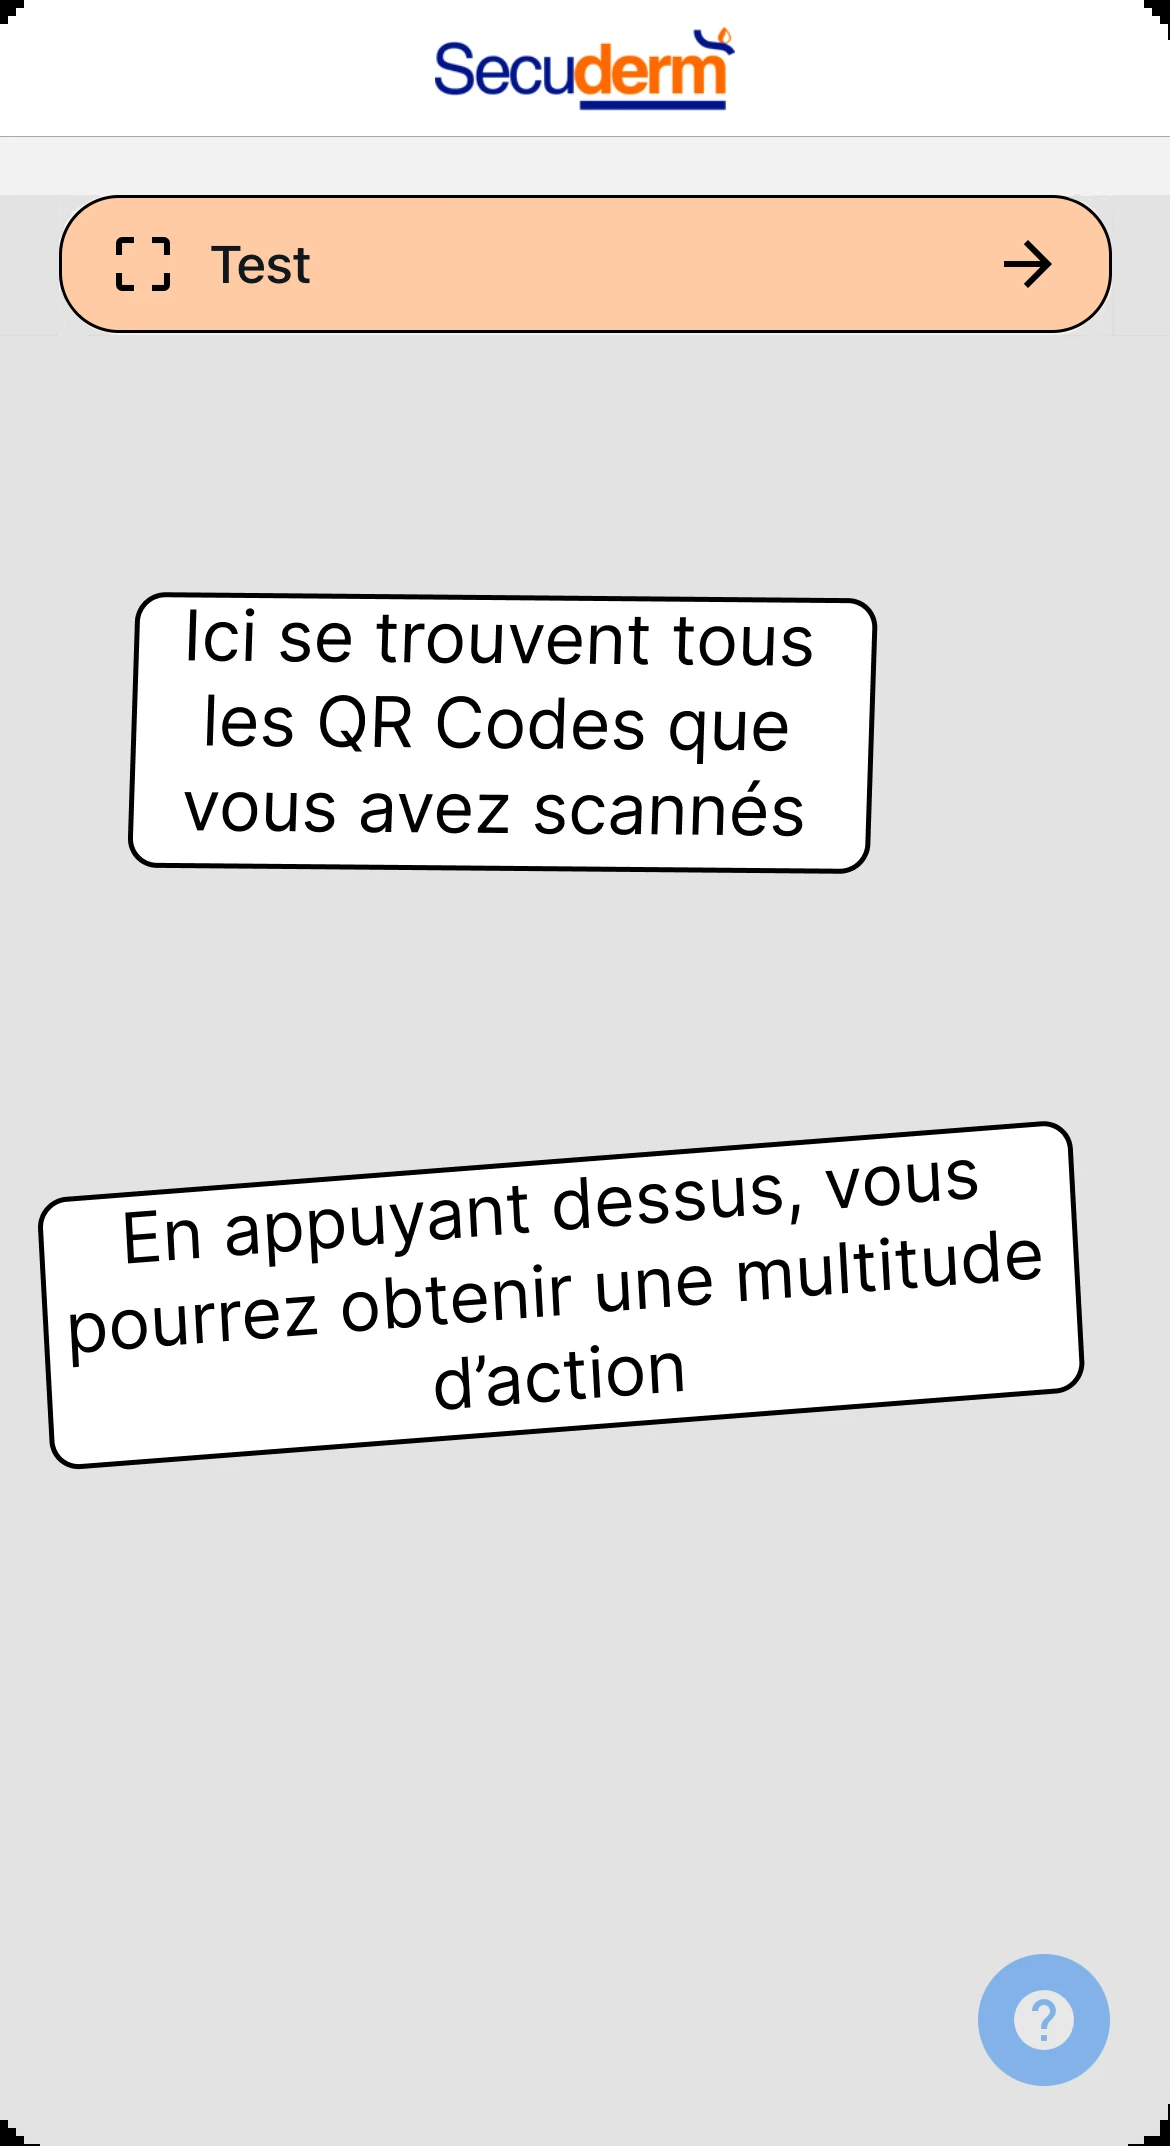 Secuderm
Test
Ici se trouvent tous
les QR Codes que
vous avez scannés
En appuyant dessus, vous
pourrez obtenir une multitude
d’action
?